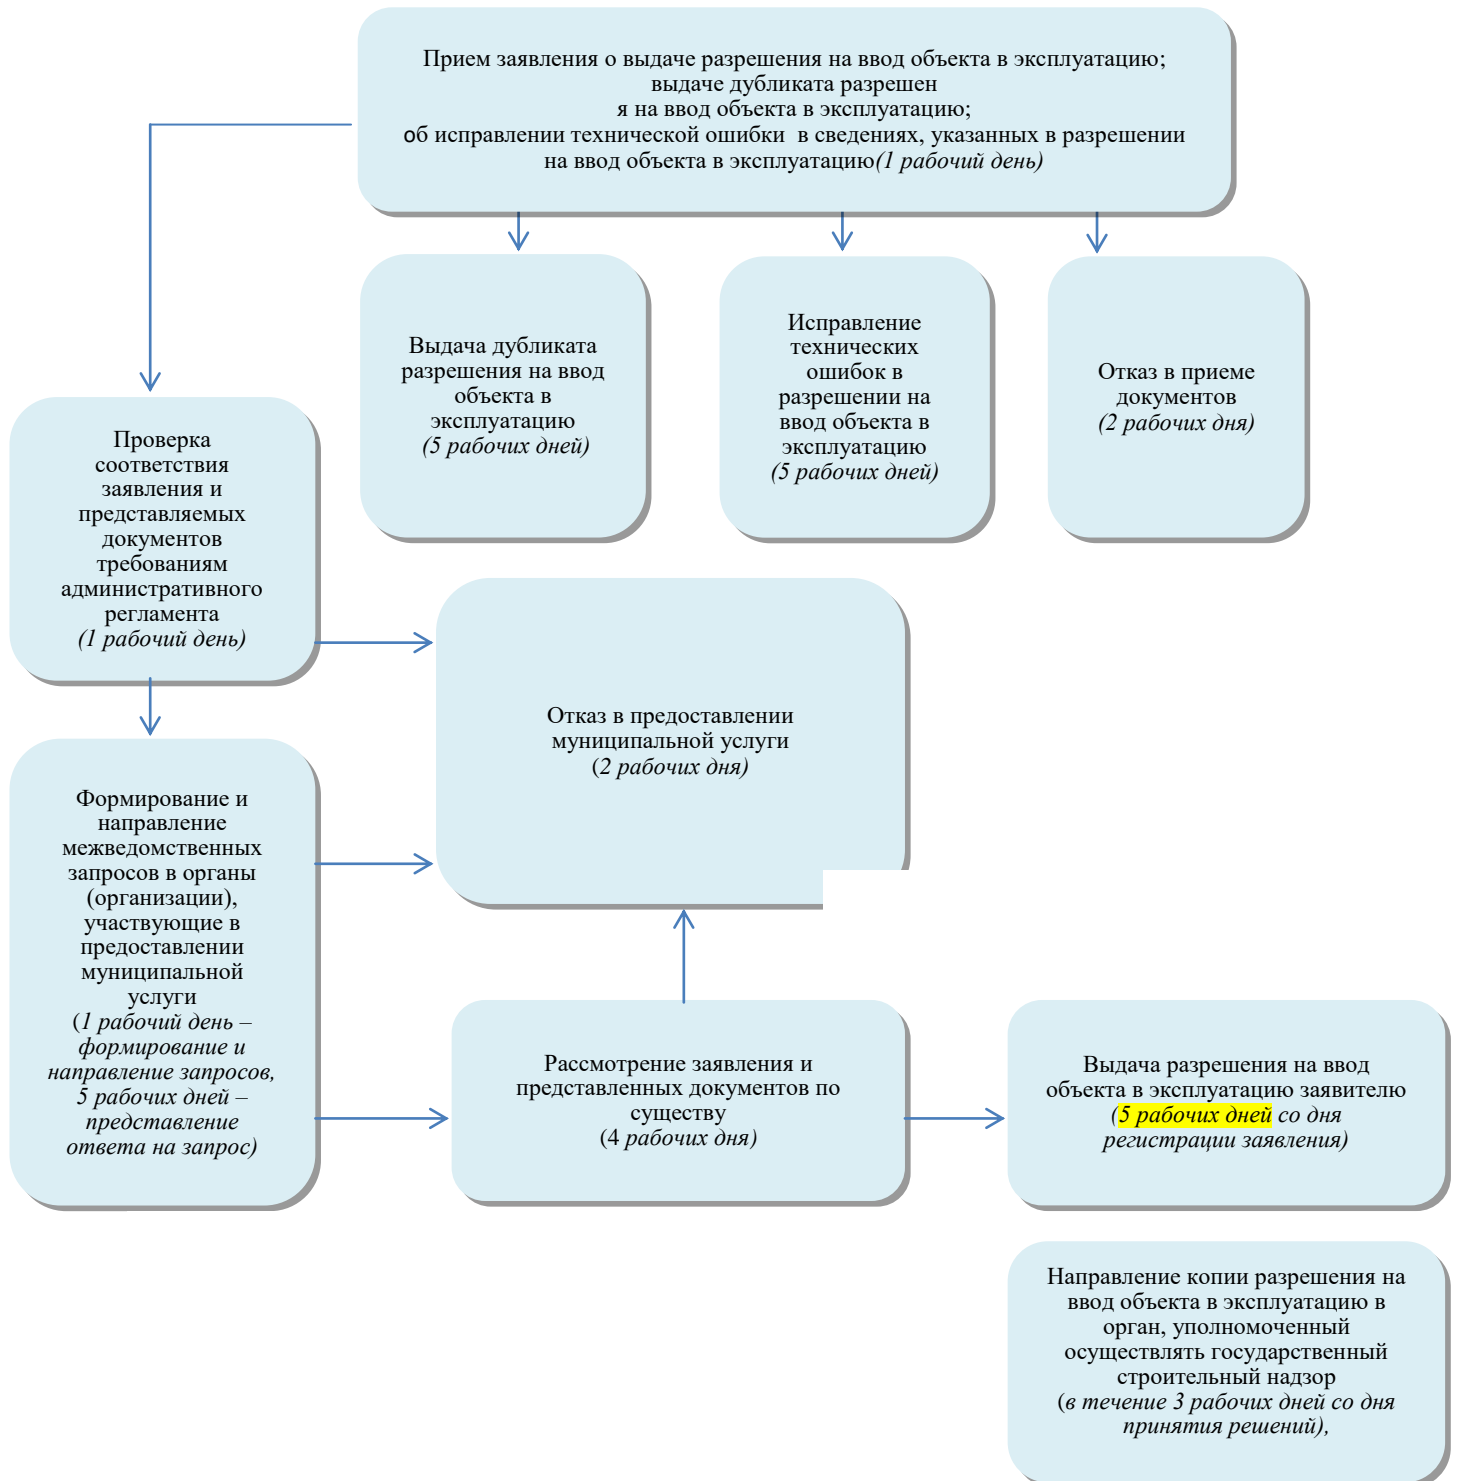 Прием заявления о выдаче разрешения на ввод объекта в эксплуатацию;
выдаче дубликата разрешен
я на ввод объекта в эксплуатацию;
об исправлении технической ошибки в сведениях, указанных в разрешении
на ввод объекта в эксплуатацию(1 рабочий день)
Выдача дубликата
разрешения на ввод
объекта в
эксплуатацию
(5 рабочих дней)
Исправление
технических
ошибок в
разрешении на
ввод объекта в
эксплуатацию
(5 рабочих дней)
Отказ в приеме
документов
(2 рабочих дня)
Проверка
соответствия
заявления и
представляемых
документов
требованиям
административного
регламента
(1 рабочий день)
Отказ в предоставлении
муниципальной услуги
(2 рабочих дня)
Формирование и
направление
межведомственных
запросов в органы
(организации),
участвующие в
предоставлении
муниципальной
услуги
(1 рабочий день –
формирование и
направление запросов,
5 рабочих дней –
представление
ответа на запрос)
Рассмотрение заявления и
представленных документов по
существу
(4 рабочих дня)
Выдача разрешения на ввод
объекта в эксплуатацию заявителю
(5 рабочих дней со дня
регистрации заявления)
Направление копии разрешения на
ввод объекта в эксплуатацию в
орган, уполномоченный
осуществлять государственный
строительный надзор
(в течение 3 рабочих дней со дня
принятия решений),